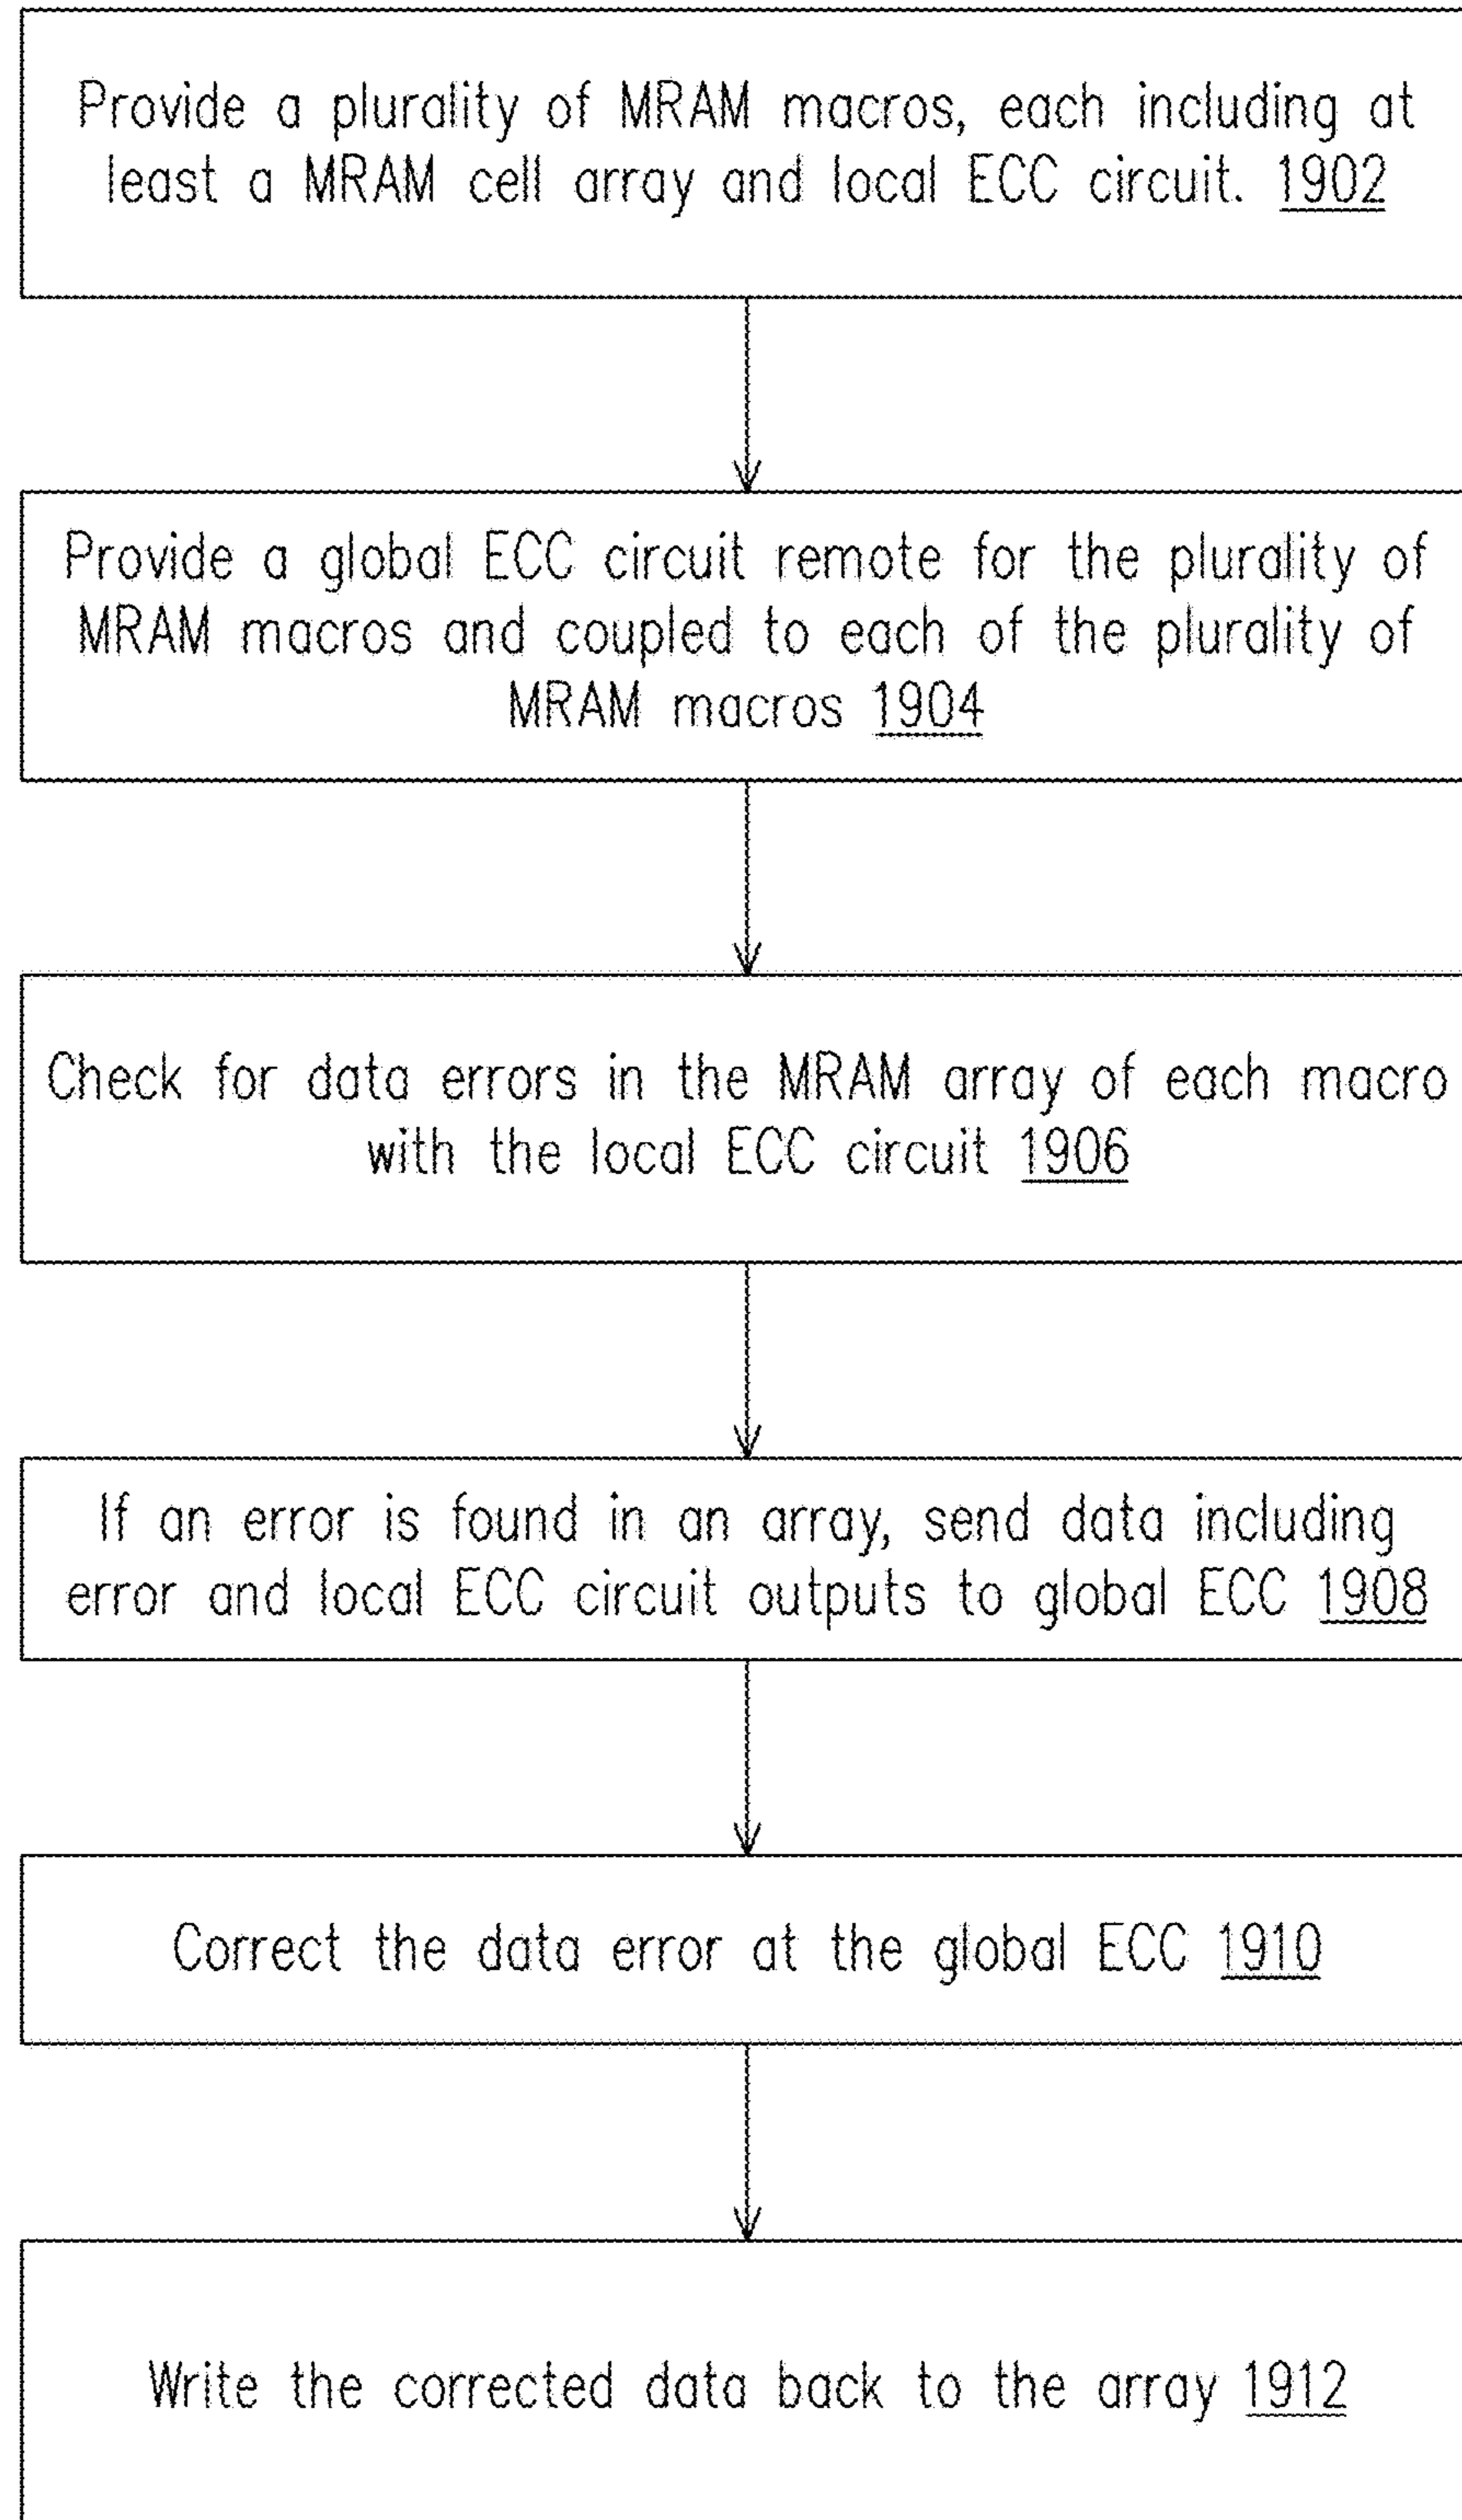 Provide a plurality of MRAM macros, each including at
least a MRAM cell array and local ECC circuit. 1902
Provide a global ECC circuit remote for the plurality of
MRAM macros and coupled to each of the plurality of
MRAM macros 1904
Check for data errors in the MRAM array of each macro
with the local ECC circuit 1906
If an error is found in an array, send data including
error and local ECC circuit outputs to global ECC 1908
Correct the data error at the global ECC 1910
Write the corrected data back to the array 1912